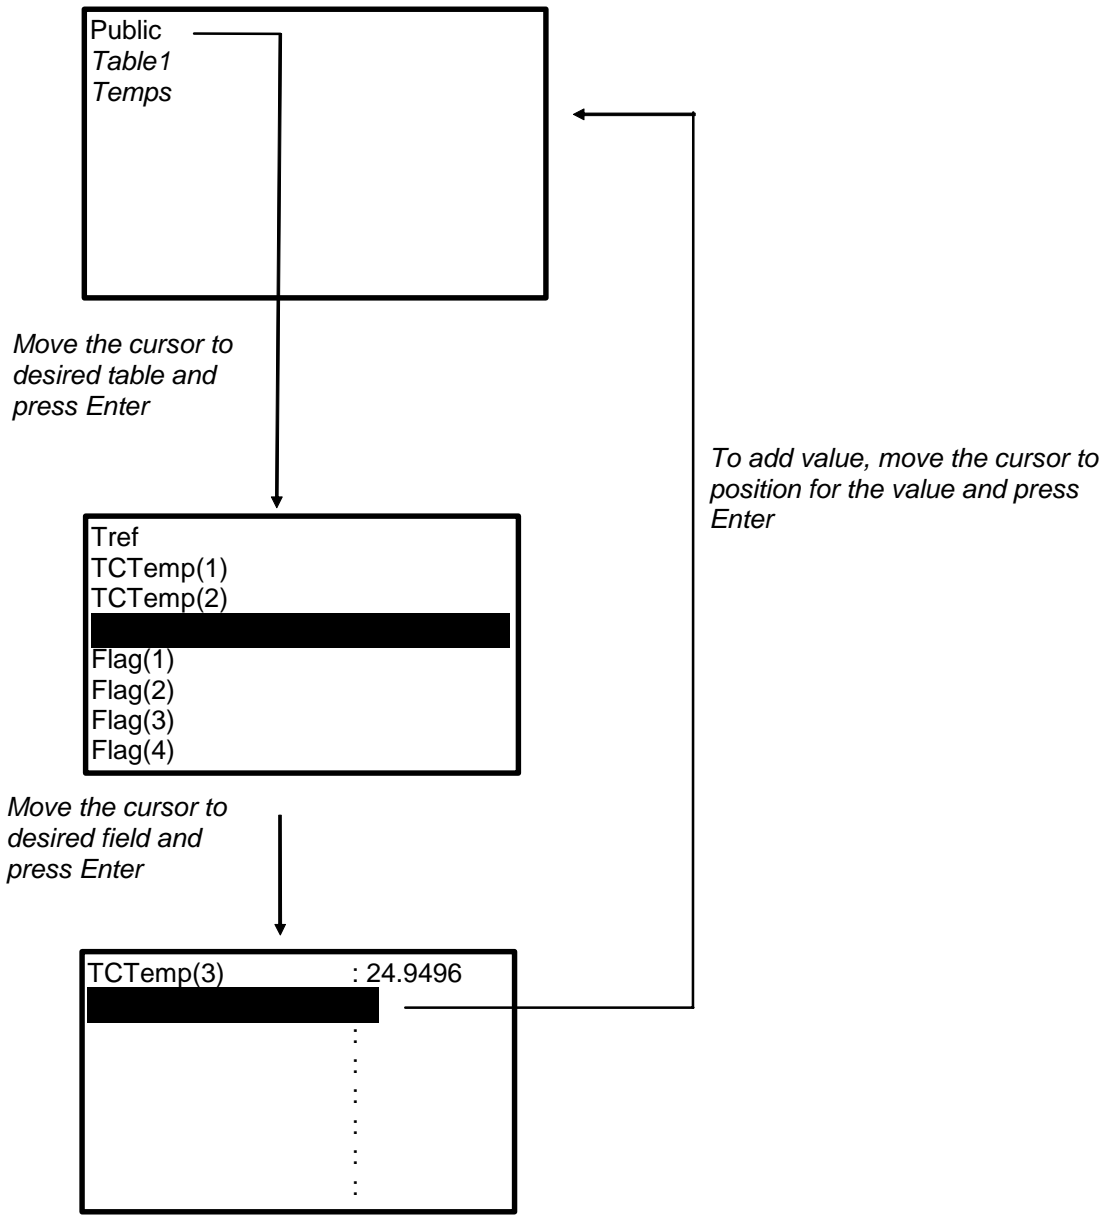 Public
Table1
Temps
Move the cursor to
desired table and
press Enter
To add value, move the cursor to
position for the value and press
Enter
Tref
TCTemp(1)
TCTemp(2)
Flag(1)
Flag(2)
Flag(3)
Flag(4)
Move the cursor to
desired field and
press Enter
TCTemp(3) : 24.9496
:
:
:
:
:
: